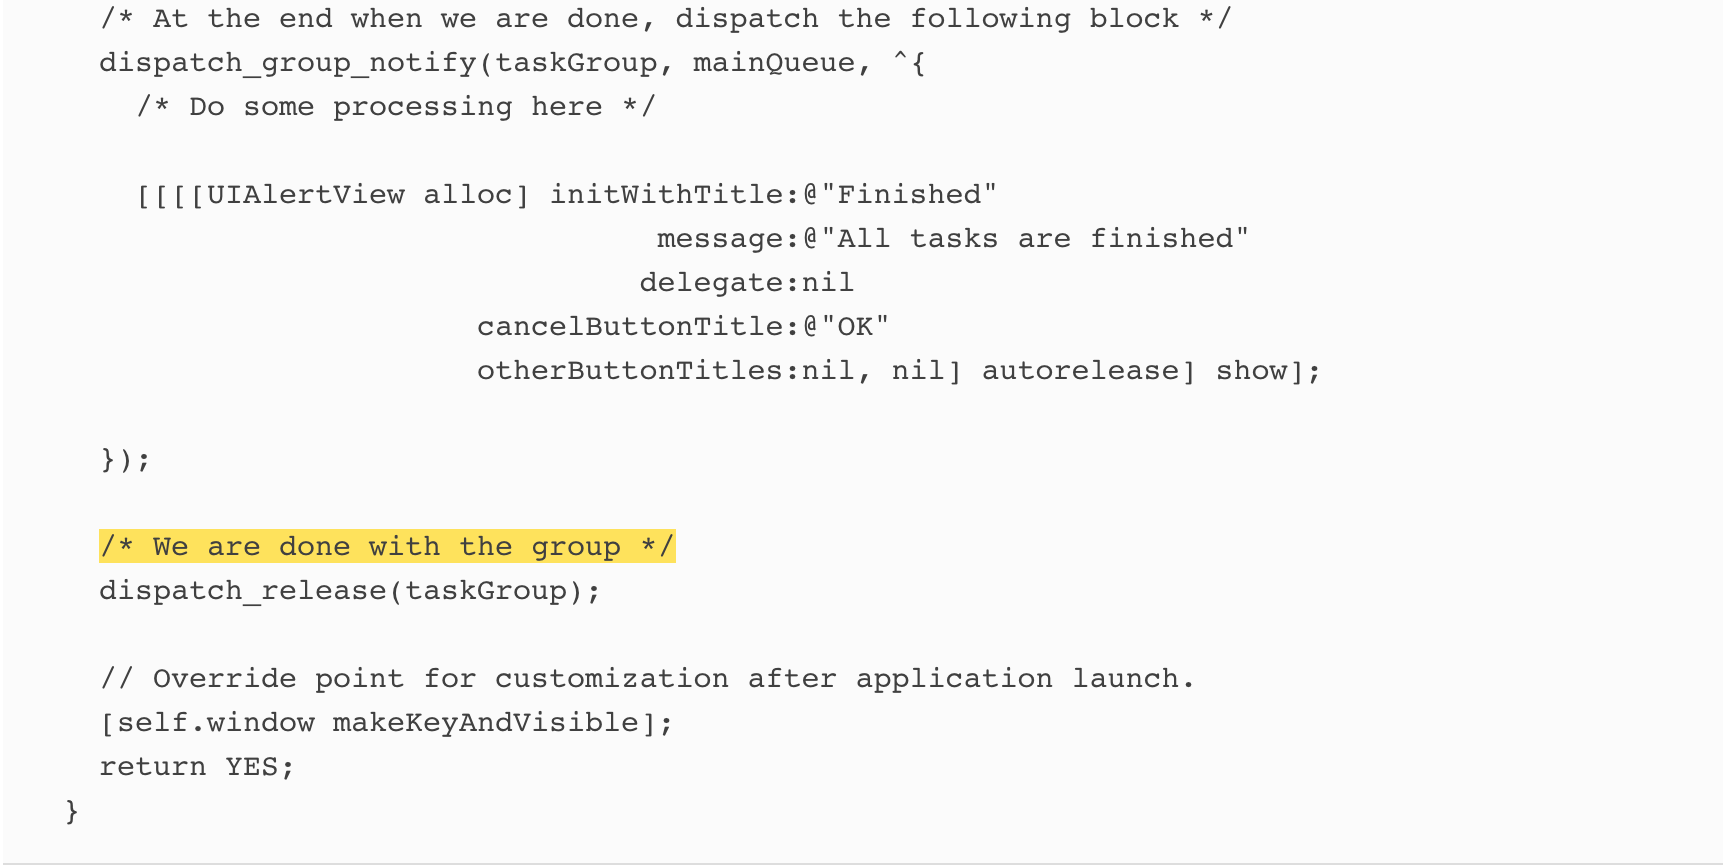 /* At the end when we are done, dispatch the following block */
dispatch_group_notify(taskGroup, mainQueue, ^{
/* Do some processing here */
[[[[UIAlertView alloc] initWithTitle:@"Finished"
message:@"All tasks are finished"
delegate:nil
cancelButtonTitle:@"OK"
otherButtonTitles:nil, nil] autorelease] show];
});
/* We are done with the group */
dispatch_release(taskGroup);
// Override point for customization after application launch.
[self.window makeKeyAndVisible];
return YES;
}